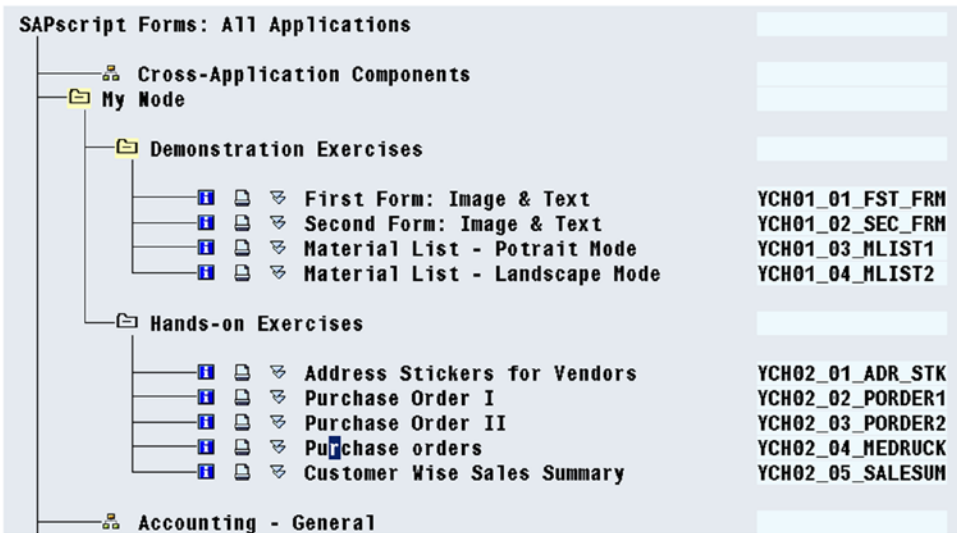 SAPscript Forms: All Applications
Cross-Application Components
My Node
Demonstration Exercises
First Form: Image & Text YCH01_01_FST_FRM
Second Form: Image & Text YCH01_02_SEC_FRM
Material List - Potrait Mode YCH01_03_MLIST1
Material List - Landscape Mode YCH01_04_MLIST2
Hands-on Exercises
Address Stickers for Vendors YCH02_01_ADR_STK
Purchase Order I YCH02_02_PORDER1
Purchase Order II YCH02_03_PORDER2
Purchase orders YCH02_04_MEDRUCK
Customer Wise Sales Summary YCH02_05_SALESUM
Accounting - General